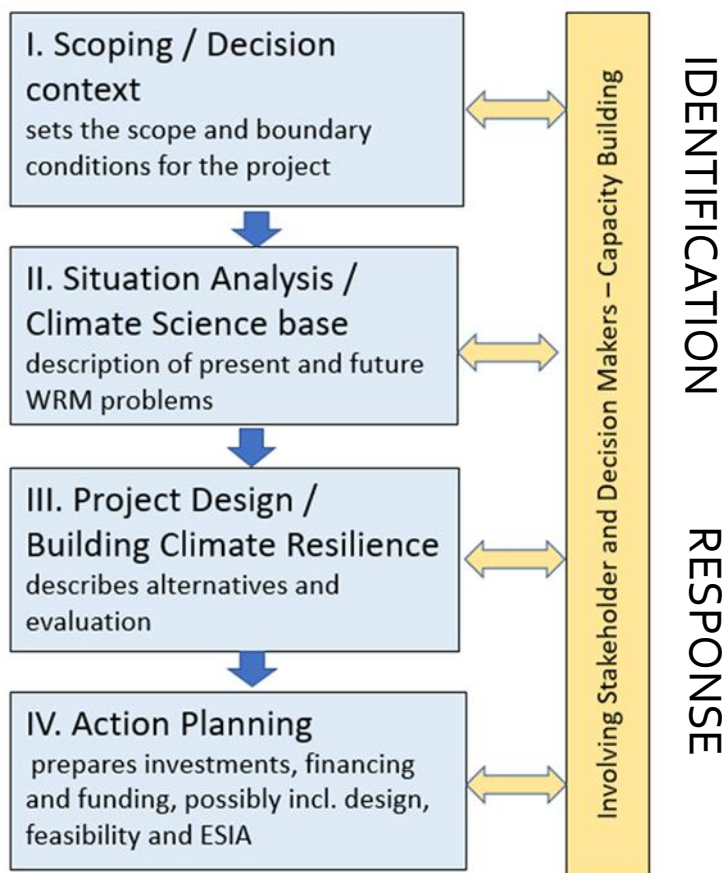 I. Scoping / Decision
context
sets the scope and boundary
conditions for the project
II. Situation Analysis /
Climate Science base
description of present and future
WRM problems
III. Project Design /
Building Climate Resilience
describes alternatives and
evaluation
IV. Action Planning
prepares investments, financing
and funding, possibly incl. design,
feasibility and ESIA
Involving Stakeholder and Decision Makers – Capacity Building
IDENTIFICATION
RESPONSE